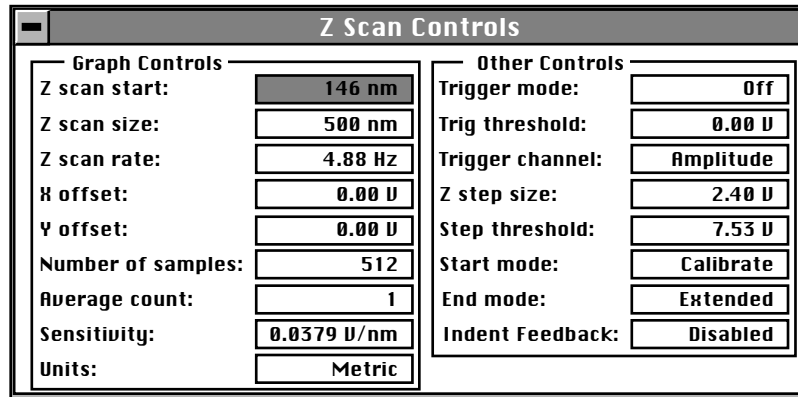 Z Scan Controls
Graph Controls
Z scan start: 146 nm
Z scan size: 500 nm
Z scan rate: 4.88 Hz
X offset: 0.00 V
Y offset: 0.00 V
Number of samples: 512
Average count: 1
Sensitivity: 0.0379 V/nm
Units: Metric
Other Controls
Trigger mode: Off
Trig threshold: 0.00 V
Trigger channel: Amplitude
Z step size: 2.40 V
Step threshold: 7.53 V
Start mode: Calibrate
End mode: Extended
Indent Feedback: Disabled